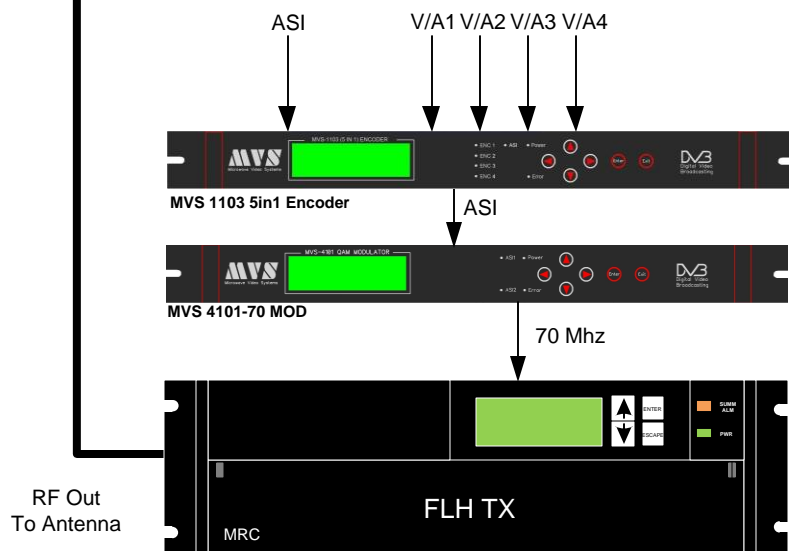 ASI V/A1 V/A2 V/A3 V/A4
MVS-1103 (5 IN 1) ENCODER
MVS
Microwave Video Systems
ENC 1
ASI
Power
ENC 2
ENC 3
ENC 4
Error
Enter
Exit
DVB
Digital Video
Broadcasting
MVS 1103 5in1 Encoder
ASI
MVS-4101 QAM MODULATOR
MVS
Microwave Video Systems
ASI1
Power
ASI2
Error
Enter
Exit
DVB
Digital Video
Broadcasting
MVS 4101-70 MOD
70 Mhz
ENTER
ESCAPE
SUMM
ALM
PWR
RF Out
To Antenna
FLH TX
MRC